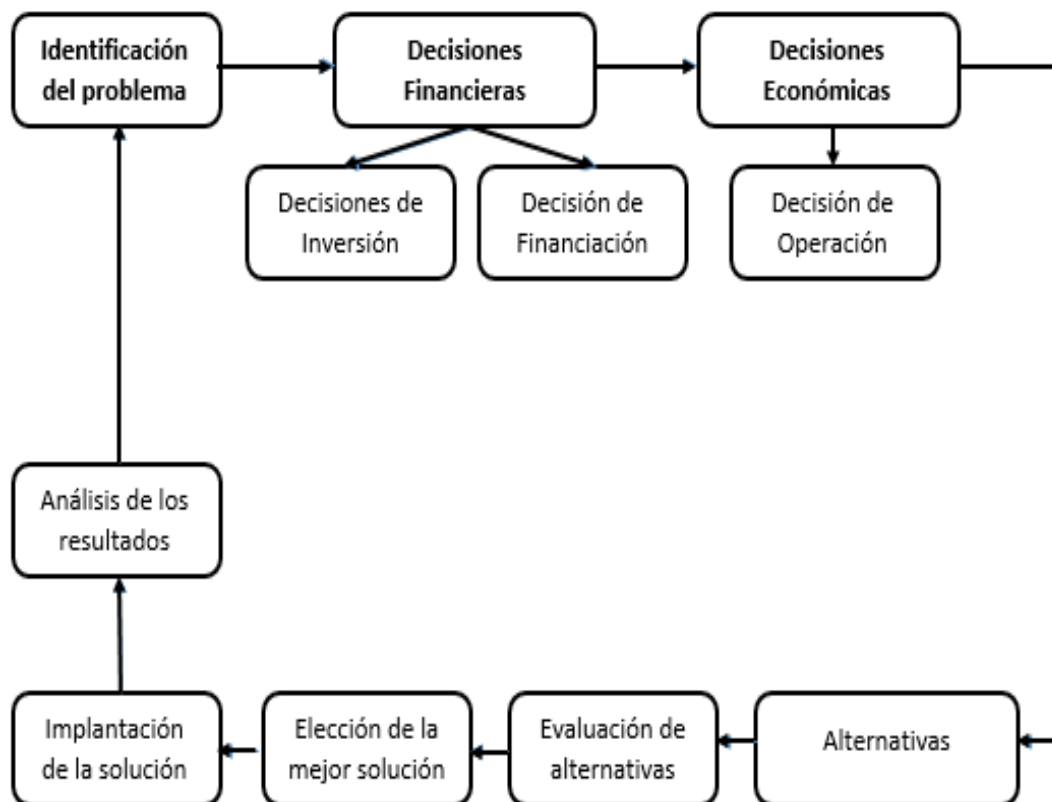 Identificación
del problema
Decisiones
Financieras
Decisiones
Económicas
Decisiones de
Inversión
Decisión de
Financiación
Decisión de
Operación
Análisis de los
resultados
Implantación
de la solución
Elección de la
mejor solución
Evaluación de
alternativas
Alternativas